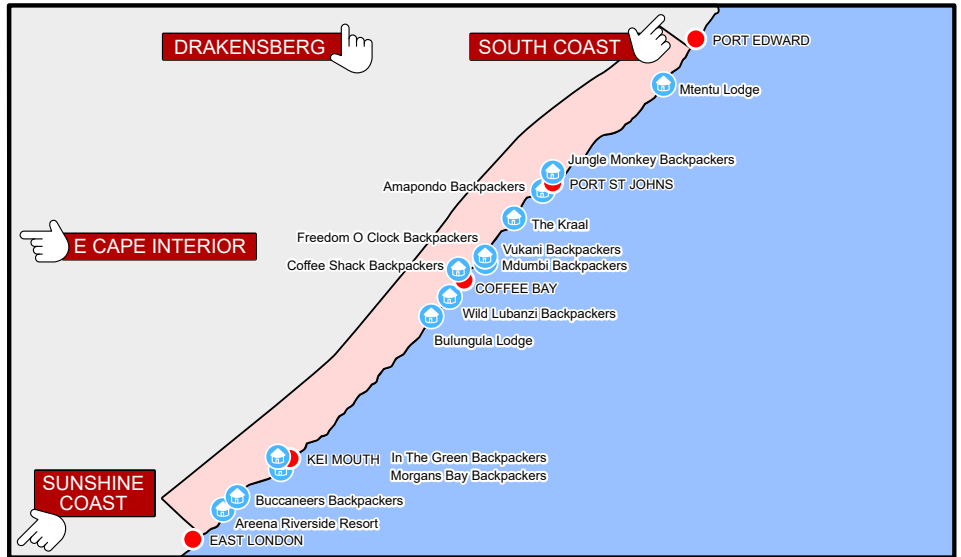 DRAKENSBERG
SOUTH COAST
PORT EDWARD
Mtentu Lodge
Jungle Monkey Backpackers
Amapondo Backpackers
PORT ST JOHNS
The Kraal
Freedom O Clock Backpackers
E CAPE INTERIOR
Vukani Backpackers
Coffee Shack Backpackers
Mdumbi Backpackers
COFFEE BAY
Wild Lubanzi Backpackers
Bulungula Lodge
KEI MOUTH
In The Green Backpackers
Morgans Bay Backpackers
SUNSHINE
COAST
Buccaneers Backpackers
Areena Riverside Resort
EAST LONDON